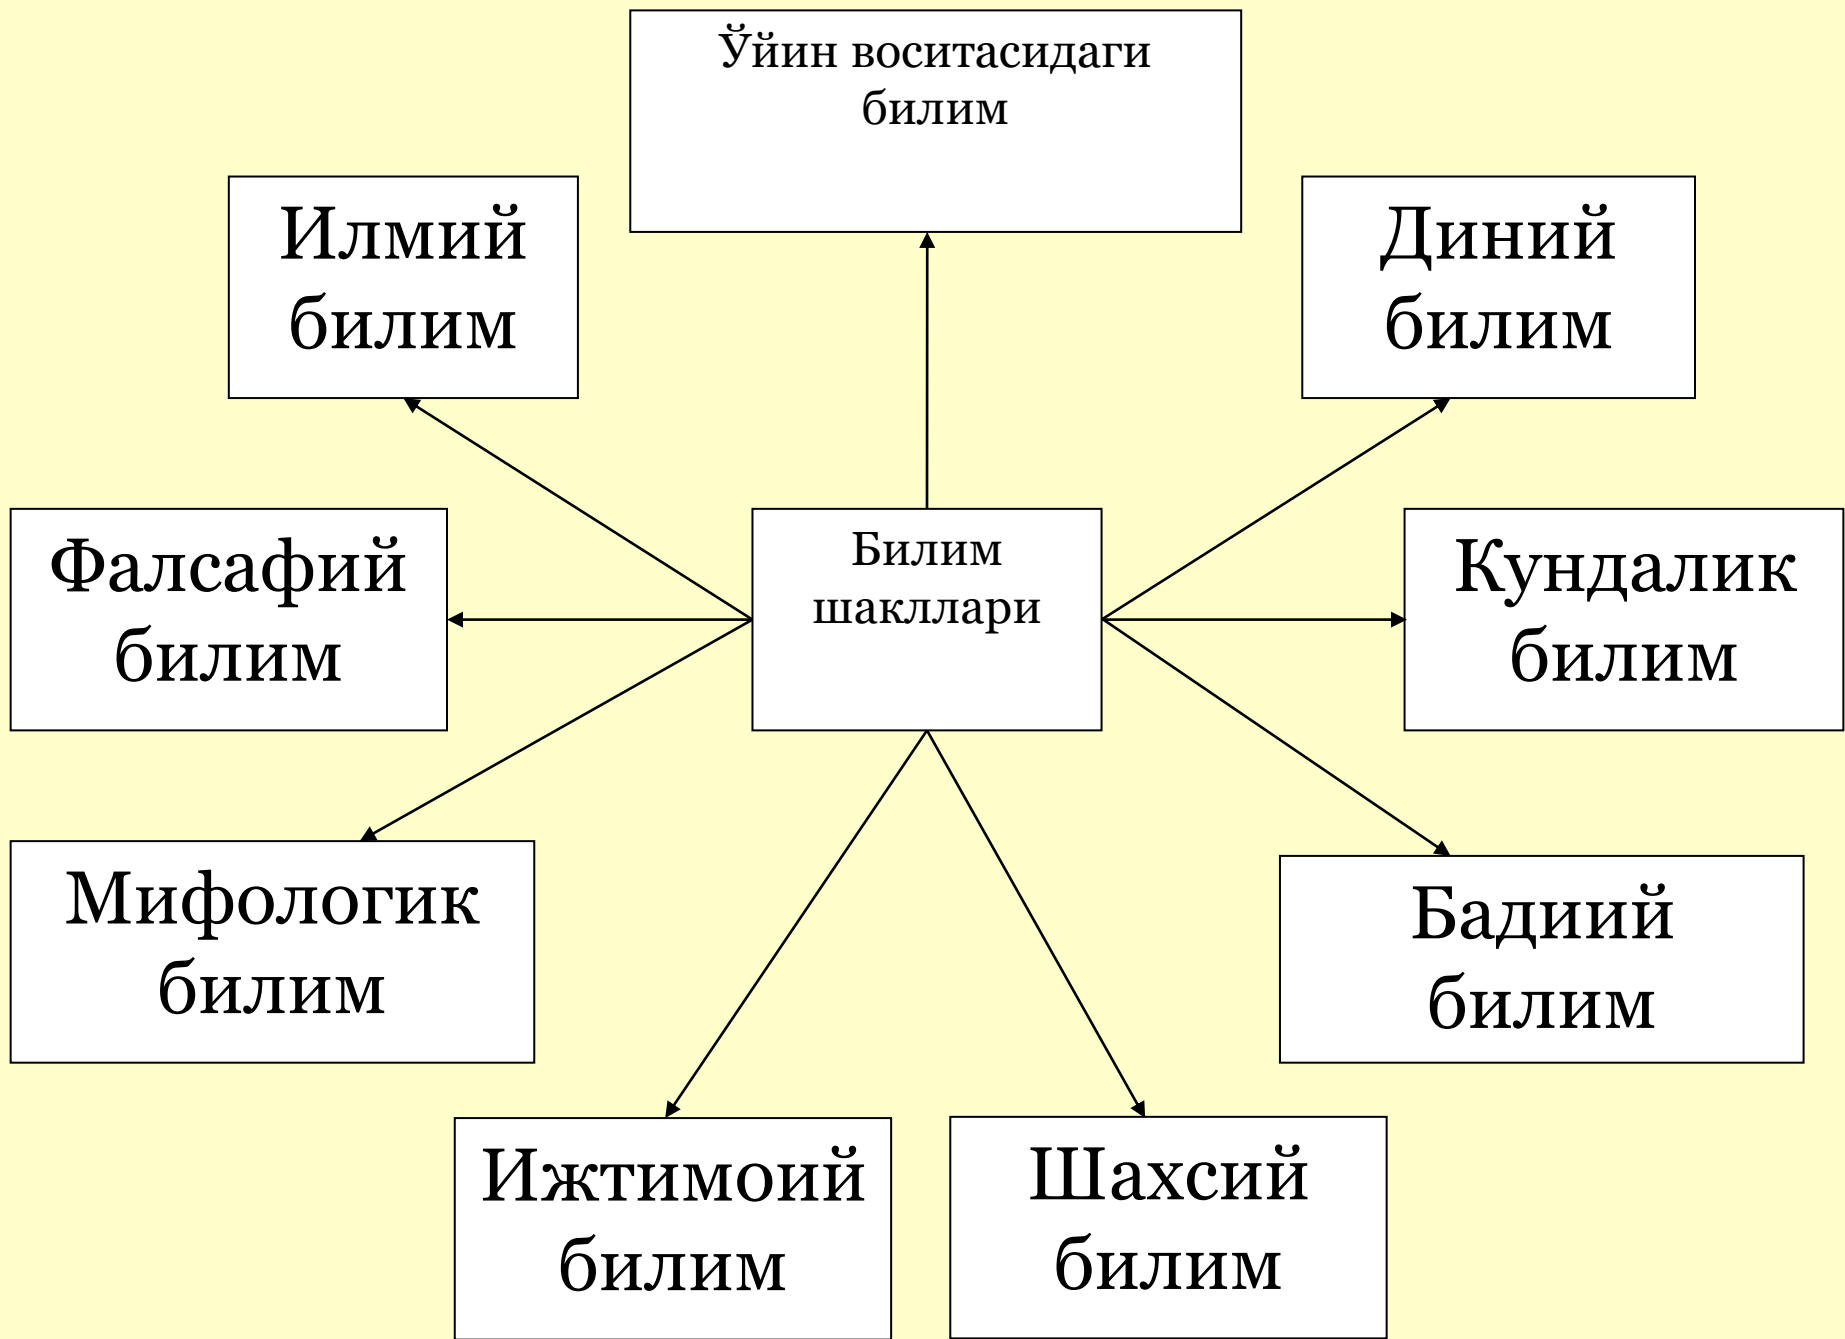 Ўйин воситасидаги
билим
Илмий
билим
Диний
билим
Фалсафий
билим
Билим
шакллари
Кундалик
билим
Мифологик
билим
Бадиий
билим
Ижтимоий
билим
Шахсий
билим